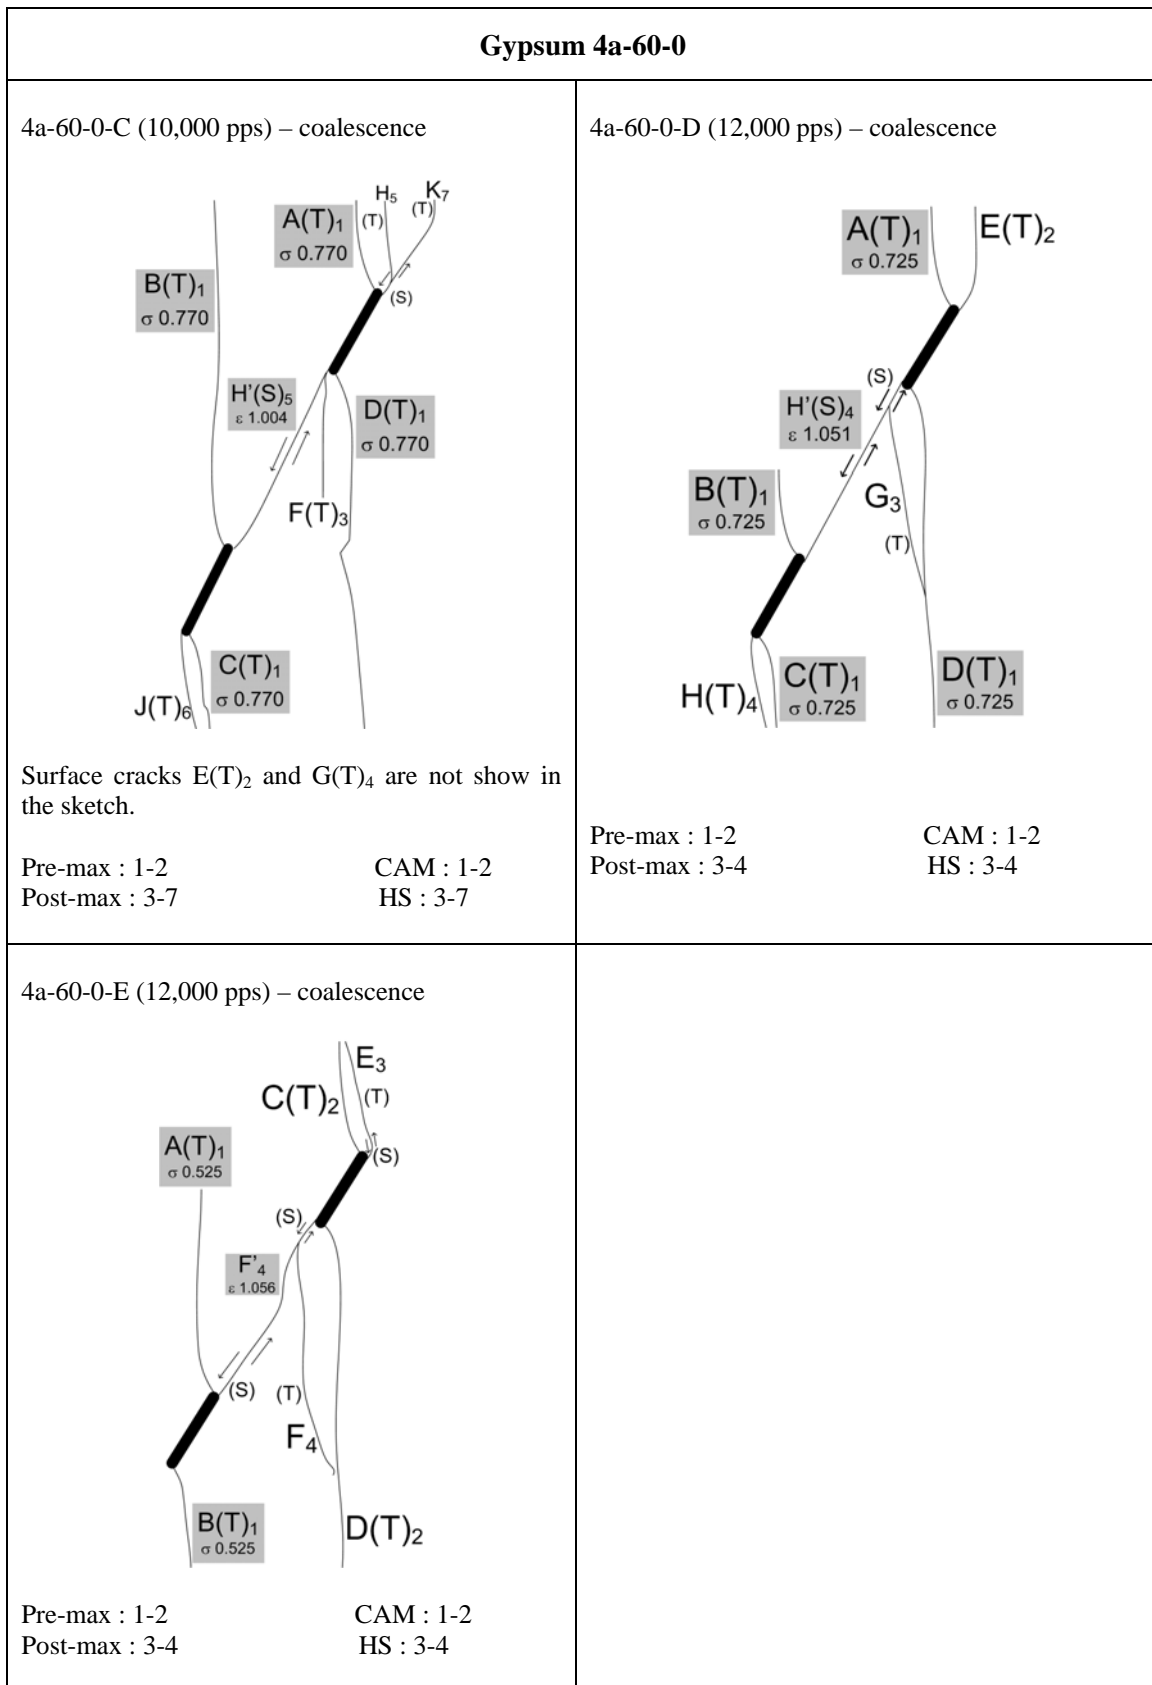 Gypsum 4a-60-0
4a-60-0-C (10,000 pps) – coalescence
H₅
K₇
A(T)₁
σ 0.770
(T)
(T)
B(T)₁
σ 0.770
(S)
H'(S)₅
ε 1.004
D(T)₁
σ 0.770
F(T)₃
C(T)₁
σ 0.770
J(T)₆
Surface cracks E(T)₂ and G(T)₄ are not show in
the sketch.
Pre-max : 1-2 CAM : 1-2
Post-max : 3-7 HS : 3-7
4a-60-0-D (12,000 pps) – coalescence
A(T)₁
σ 0.725
E(T)₂
(S)
H'(S)₄
ε 1.051
B(T)₁
σ 0.725
G₃
(T)
H(T)₄
C(T)₁
σ 0.725
D(T)₁
σ 0.725
Pre-max : 1-2 CAM : 1-2
Post-max : 3-4 HS : 3-4
4a-60-0-E (12,000 pps) – coalescence
E₃
C(T)₂
(T)
A(T)₁
σ 0.525
(S)
(S)
F'₄
ε 1.056
(S)
(T)
F₄
B(T)₁
σ 0.525
D(T)₂
Pre-max : 1-2 CAM : 1-2
Post-max : 3-4 HS : 3-4